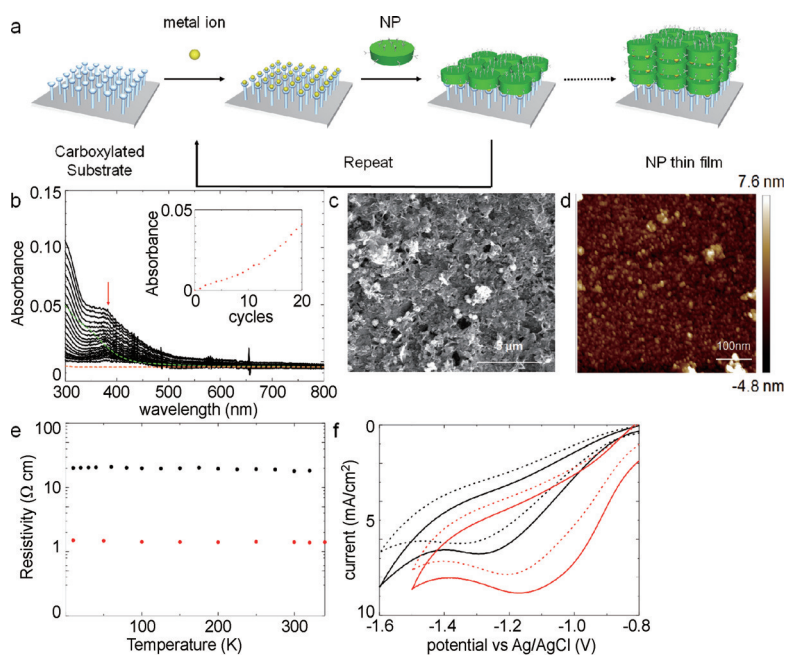 a
metal ion
NP
Carboxylated
Substrate
Repeat
NP thin film
b
0.15
0.10
0.05
0
Absorbance
300
400
500
600
700
800
wavelength (nm)
0.05
0
Absorbance
0
10
20
cycles
c
μm
d
100nm
7.6 nm
-4.8 nm
e
100
10
1
0
Resistivity (Ω cm)
100
200
300
Temperature (K)
f
0
5
10
current (mA/cm²)
-1.6
-1.4
-1.2
-1.0
-0.8
potential vs Ag/AgCl (V)